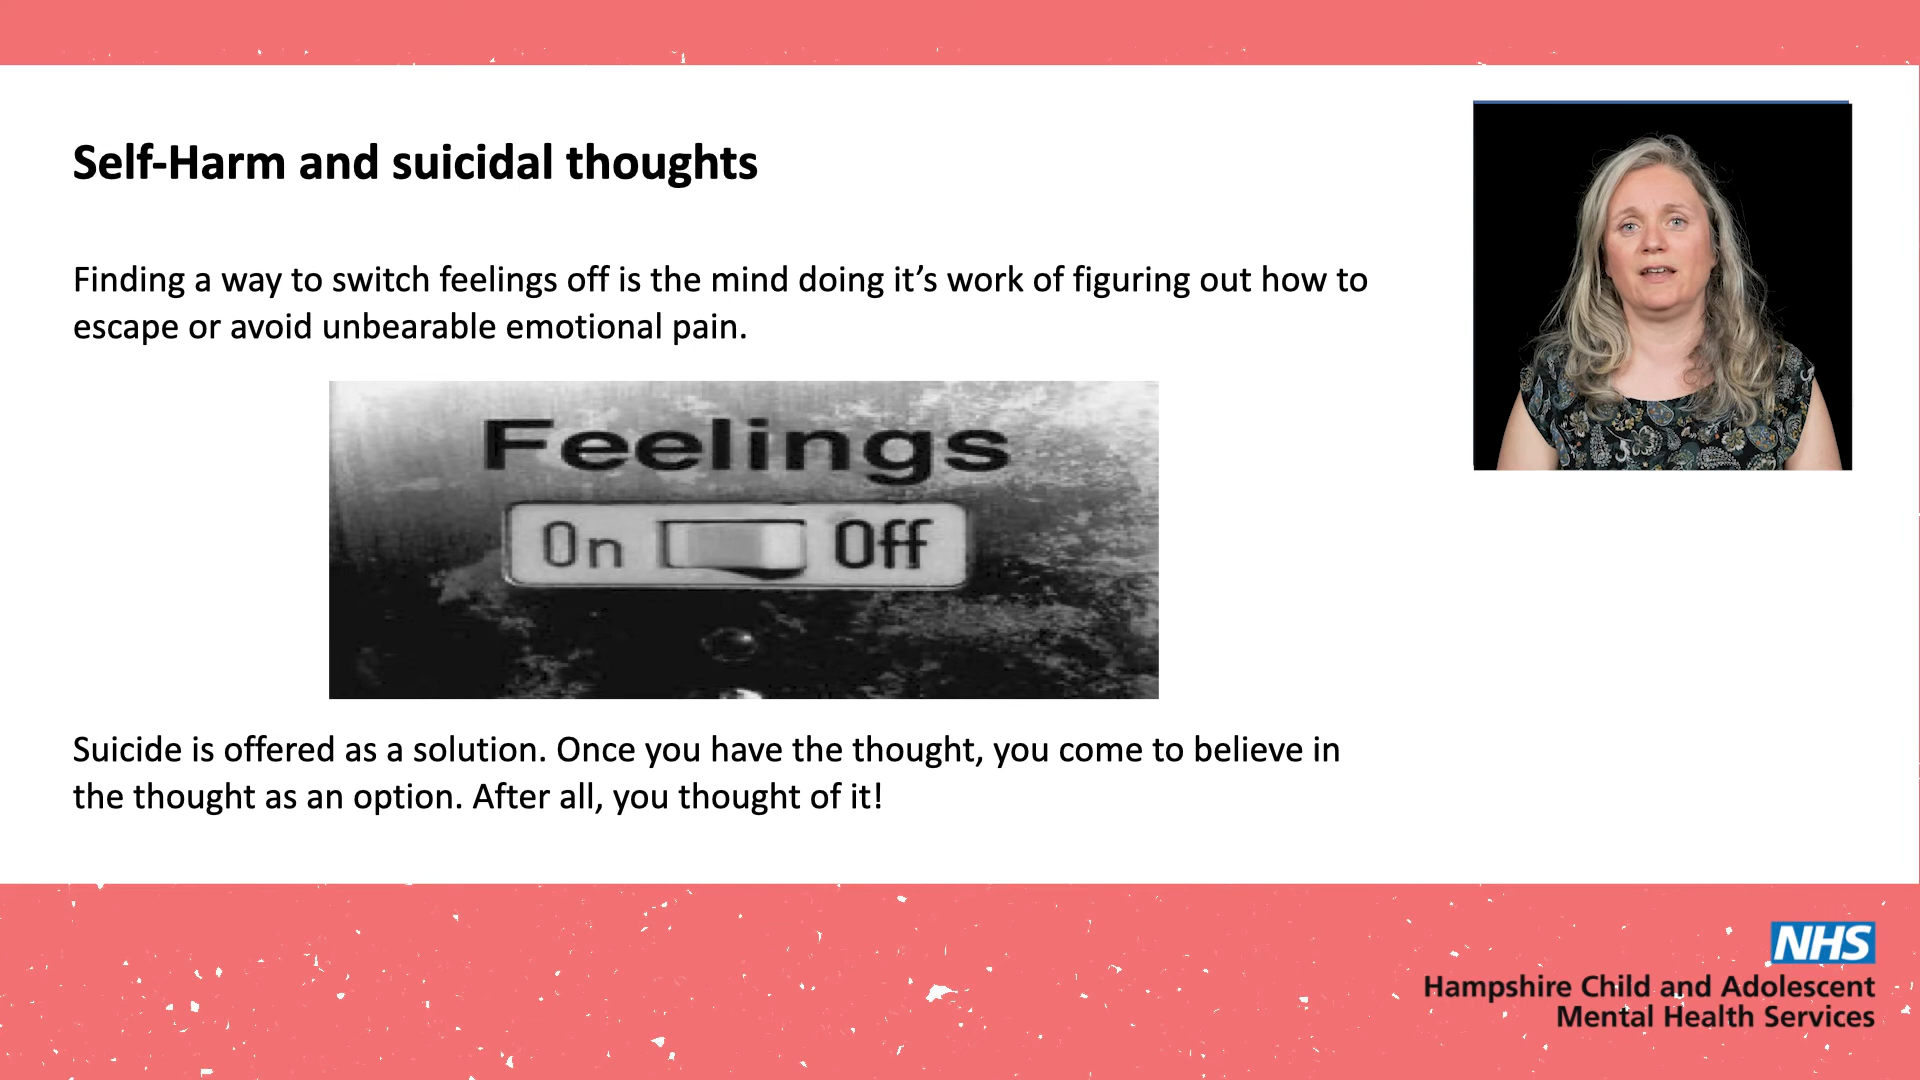 Self-Harm and suicidal thoughts
Finding a way to switch feelings off is the mind doing it’s work of figuring out how to
escape or avoid unbearable emotional pain.
Feelings
On Off
Suicide is offered as a solution. Once you have the thought, you come to believe in
the thought as an option. After all, you thought of it!
NHS
Hampshire Child and Adolescent
Mental Health Services